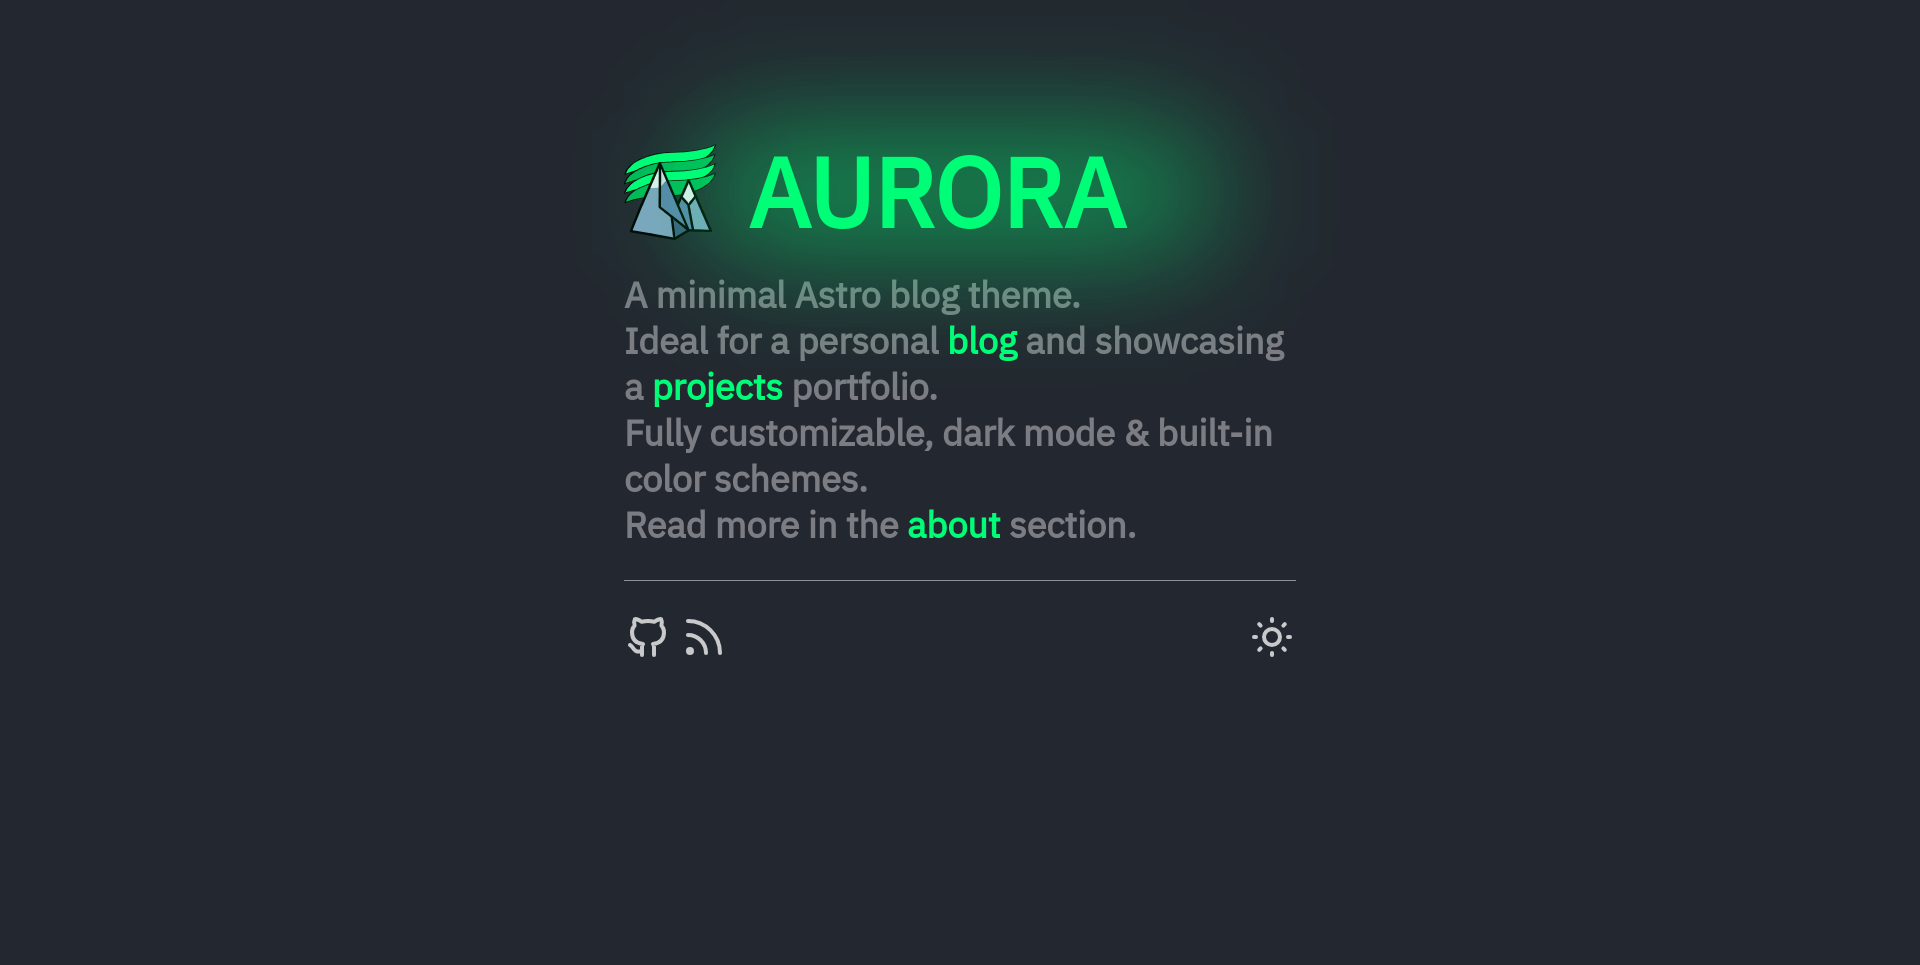 AURORA
A minimal Astro blog theme.
Ideal for a personal blog and showcasing
a projects portfolio.
Fully customizable, dark mode & built-in
color schemes.
Read more in the about section.